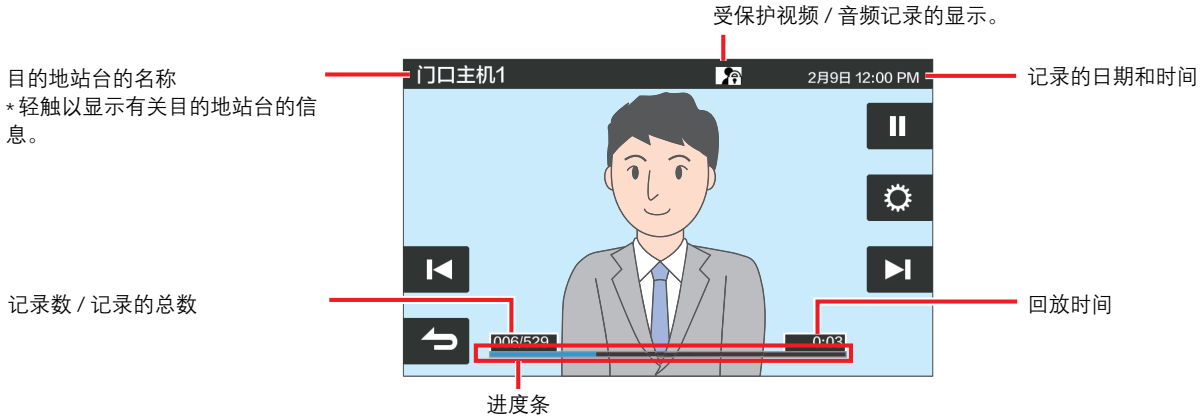 受保护视频 / 音频记录的显示。
目的地站台的名称
*轻触以显示有关目的地站台的信
息。
门口主机1
2月9日 12:00 PM
记录的日期和时间
记录数 / 记录的总数
006/529
0:03
回放时间
进度条